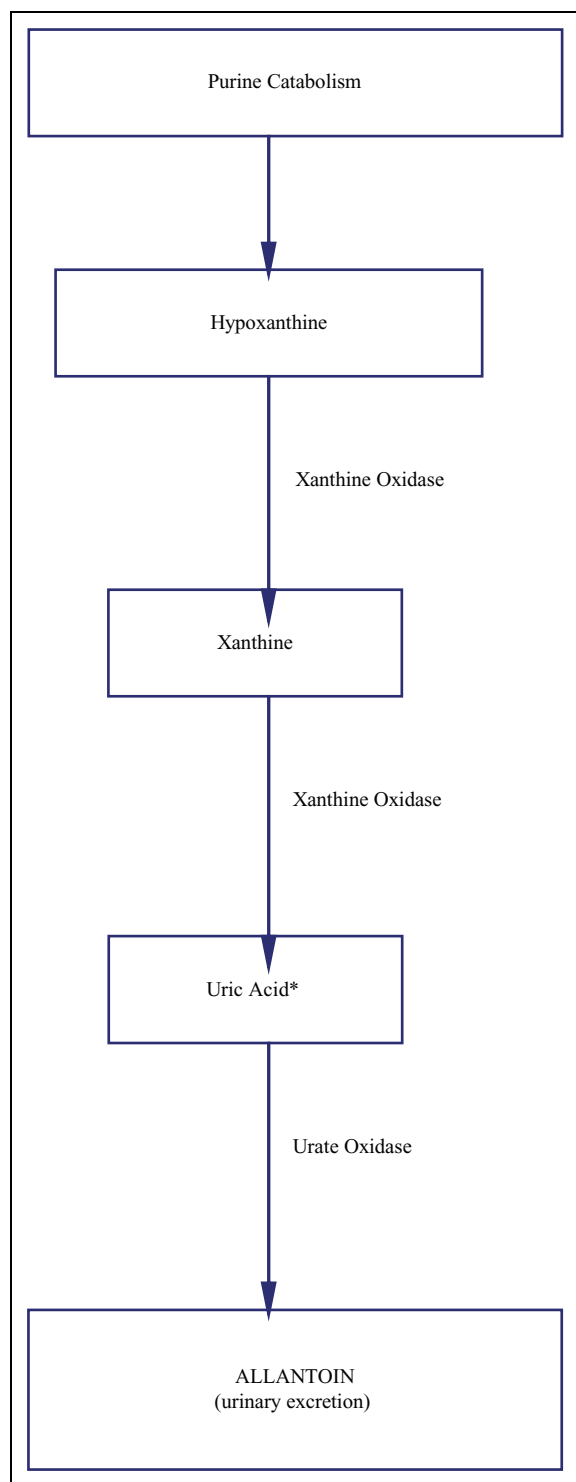 Purine Catabolism
Hypoxanthine
Xanthine Oxidase
Xanthine
Xanthine Oxidase
Uric Acid*
Urate Oxidase
ALLANTOIN
(urinary excretion)